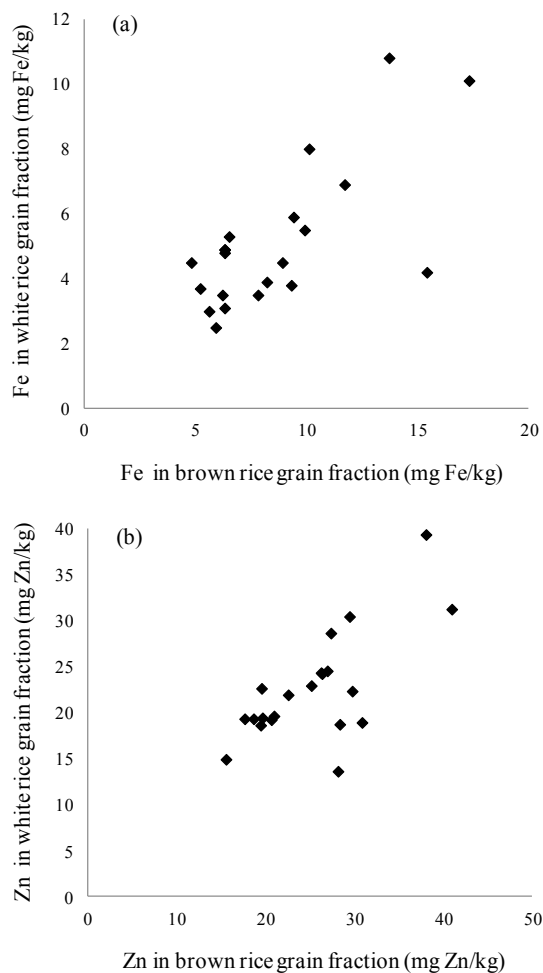 (a)
12
10
8
6
4
2
0
Fe in white rice grain fraction (mg Fe/kg)
0 5 10 15 20
Fe in brown rice grain fraction (mg Fe/kg)
(b)
40
35
30
25
20
15
10
5
0
Zn in white rice grain fraction (mg Zn/kg)
0 10 20 30 40 50
Zn in brown rice grain fraction (mg Zn/kg)